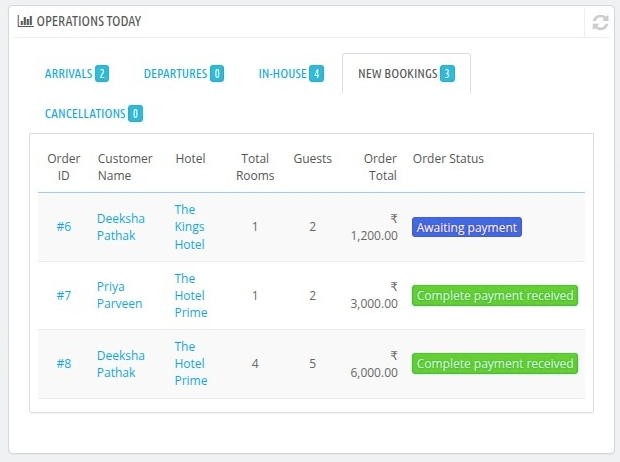 OPERATIONS TODAY
ARRIVALS 2 DEPARTURES 0 IN-HOUSE 4 NEW BOOKINGS 3
CANCELLATIONS 0
Order ID Customer Name Hotel Total Rooms Guests Order Total Order Status
#6 Deeksha Pathak The Kings Hotel 1 2 ₹ 1,200.00 Awaiting payment
#7 Priya Parveen The Hotel Prime 1 2 ₹ 3,000.00 Complete payment received
#8 Deeksha Pathak The Hotel Prime 4 5 ₹ 6,000.00 Complete payment received